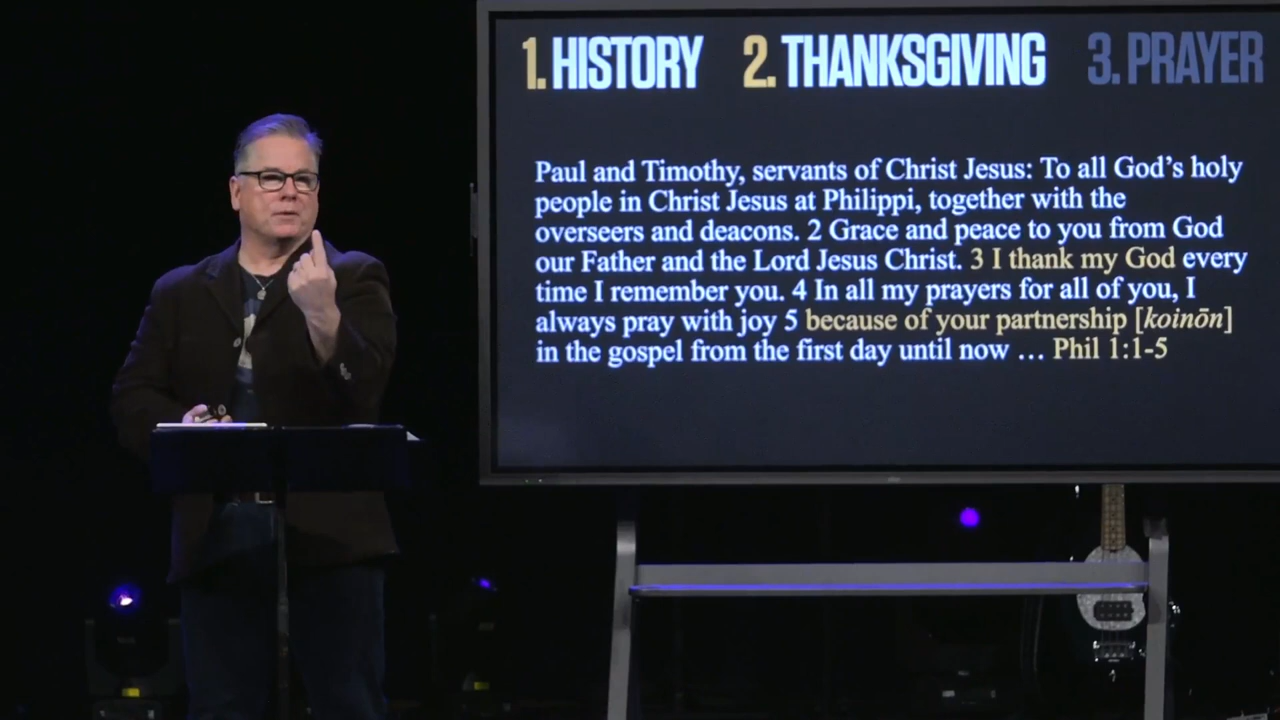 1. HISTORY 2. THANKSGIVING 3. PRAYER
Paul and Timothy, servants of Christ Jesus: To all God’s holy
people in Christ Jesus at Philippi, together with the
overseers and deacons. 2 Grace and peace to you from God
our Father and the Lord Jesus Christ. 3 I thank my God every
time I remember you. 4 In all my prayers for all of you, I
always pray with joy 5 because of your partnership [koinōn]
in the gospel from the first day until now … Phil 1:1-5